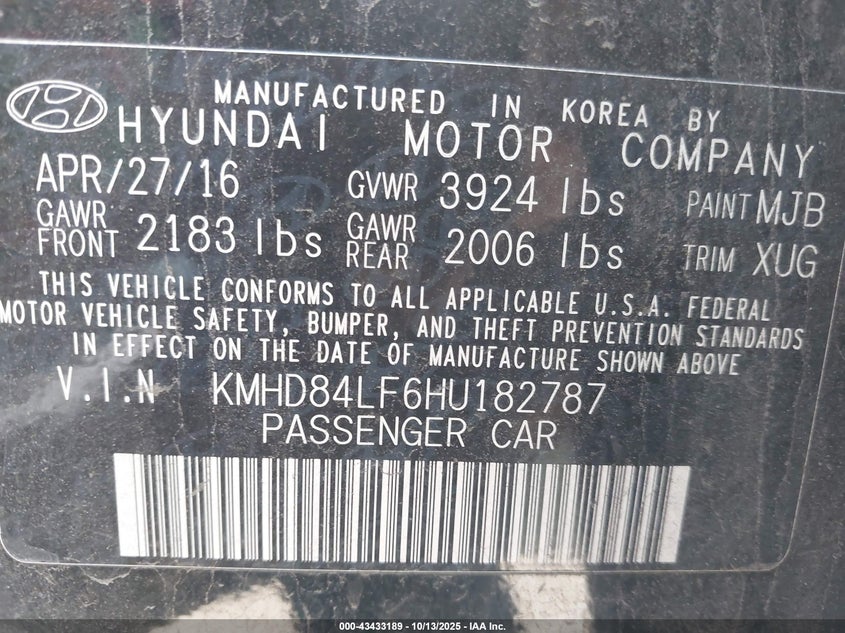 MANUFACTURED IN KOREA BY
HYUNDAI MOTOR COMPANY
APR/27/16 GVWR 3924 lbs PAINT MJB
GAWR FRONT 2183 lbs GAWR REAR 2006 lbs TRIM XUG
THIS VEHICLE CONFORMS TO ALL APPLICABLE U.S.A. FEDERAL
MOTOR VEHICLE SAFETY, BUMPER, AND THEFT PREVENTION STANDARDS
IN EFFECT ON THE DATE OF MANUFACTURE SHOWN ABOVE
V.I.N KMHD84LF6HU182787
PASSENGER CAR
000-43433189 - 10/13/2025 - IAA Inc.